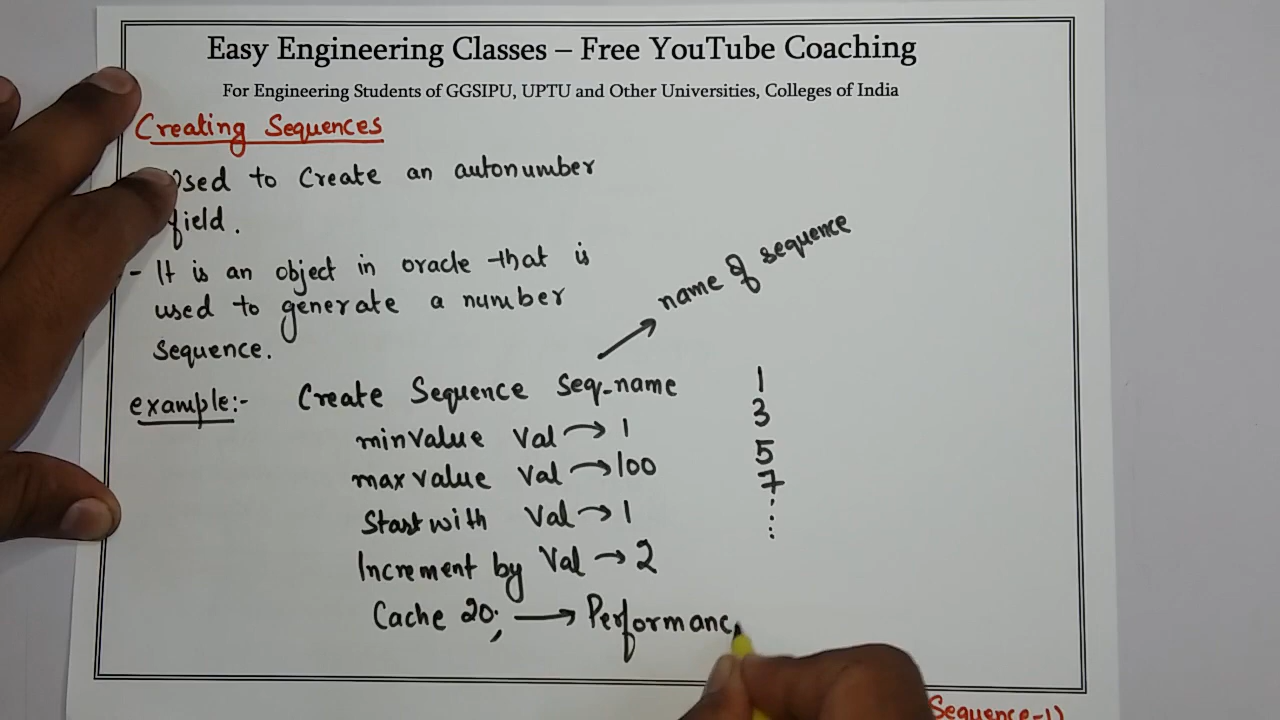 Easy Engineering Classes – Free YouTube Coaching
For Engineering Students of GGSIPU, UPTU and Other Universities, Colleges of India
Creating Sequences
Used to Create an autonumber
field.
- It is an object in oracle that is
used to generate a number
Sequence.
name of sequence
example:- Create Sequence Seq_name
minvalue Val → 1
maxvalue Val → 100
Start with Val → 1
Increment by Val → 2
Cache 20; → Performanc
1
3
5
7
⋮
Sequence-1)